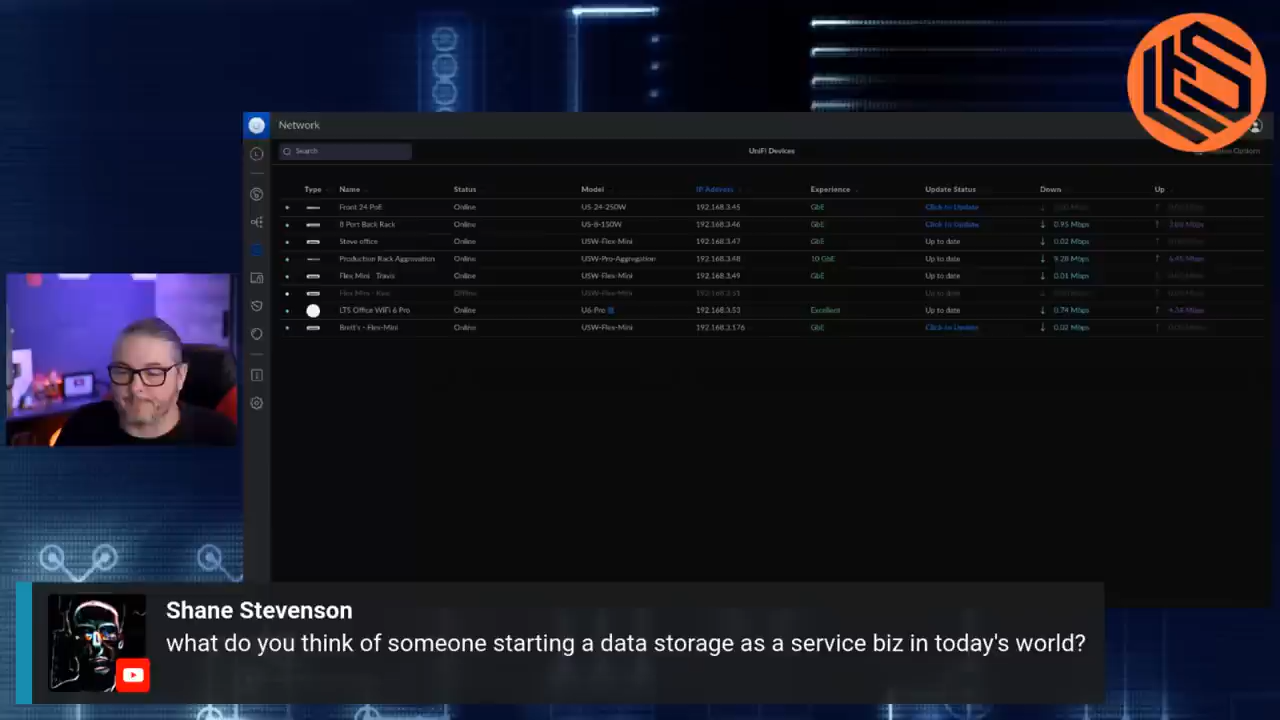 Network
Search
UniFi Devices
Type Name Status Model IP Address Experience Update Status Down Up
Front 24 PoE Online US-24-250W 192.168.3.45 GbE Click to Update
8 Port Back Rack Online US-8-150W 192.168.3.46 GbE Click to Update 0.95 Mbps
Steve office Online USW-Flex-Mini 192.168.3.47 GbE Up to date 0.02 Mbps
Production Rack Aggregation Online USW-Pro-Aggregation 192.168.3.48 10 GbE Up to date 9.28 Mbps
Flex Mini Travis Online USW-Flex-Mini 192.168.3.49 GbE Up to date 0.01 Mbps
Flex Mini Offline USW-Flex-Mini 192.168.3.51 Up to date
LTS Office WiFi 6 Pro Online U6-Pro 192.168.3.53 Excellent Up to date 0.74 Mbps
Brett's - Flex-Mini Online USW-Flex-Mini 192.168.3.176 GbE Click to Update 0.02 Mbps
Shane Stevenson
what do you think of someone starting a data storage as a service biz in today's world?